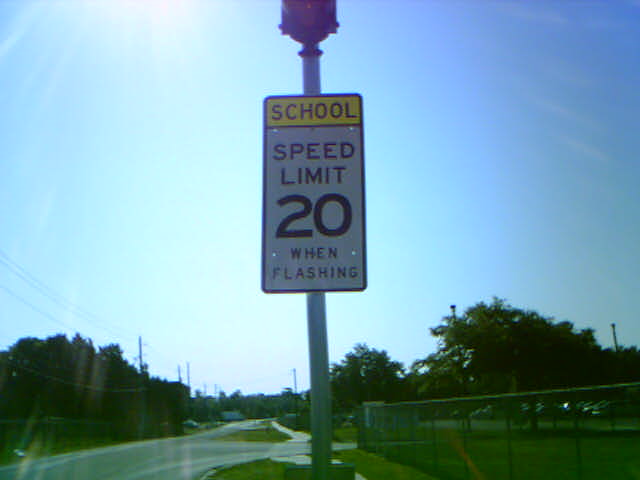 SCHOOL
SPEED
LIMIT
20
WHEN
FLASHING